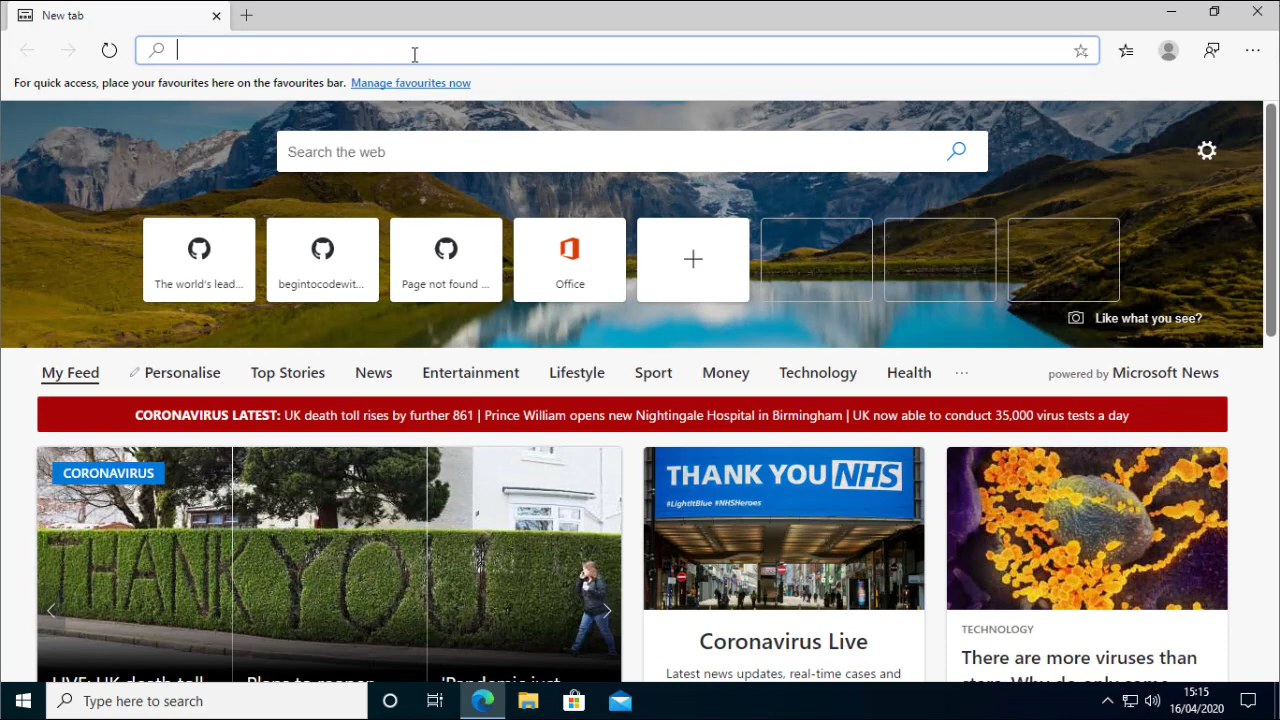 New tab
For quick access, place your favourites here on the favourites bar. Manage favourites now
Search the web
The world's lead...
begintocodewit...
Page not found ...
Office
Like what you see?
My Feed
Personalise
Top Stories
News
Entertainment
Lifestyle
Sport
Money
Technology
Health
powered by Microsoft News
CORONAVIRUS LATEST: UK death toll rises by further 861 | Prince William opens new Nightingale Hospital in Birmingham | UK now able to conduct 35,000 virus tests a day
CORONAVIRUS
THANK YOU
THANK YOU NHS
#LightItBlue #NHSHeroes
LIVE: UK death toll
'Pandemic just
Coronavirus Live
Latest news updates, real-time cases and
TECHNOLOGY
There are more viruses than
Type here to search
15:15
16/04/2020